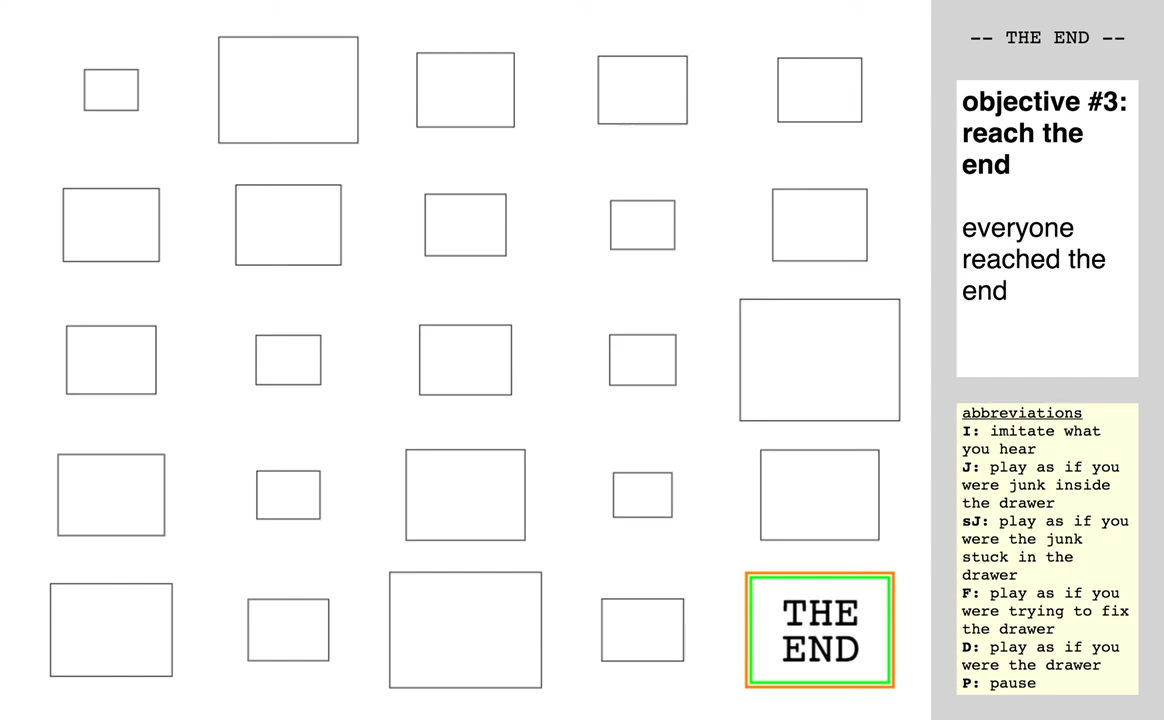 -- THE END --
objective #3:
reach the
end
everyone
reached the
end
abbreviations
I: imitate what
you hear
J: play as if you
were junk inside
the drawer
sJ: play as if you
were the junk
stuck in the
drawer
F: play as if you
were trying to fix
the drawer
D: play as if you
were the drawer
P: pause
THE
END